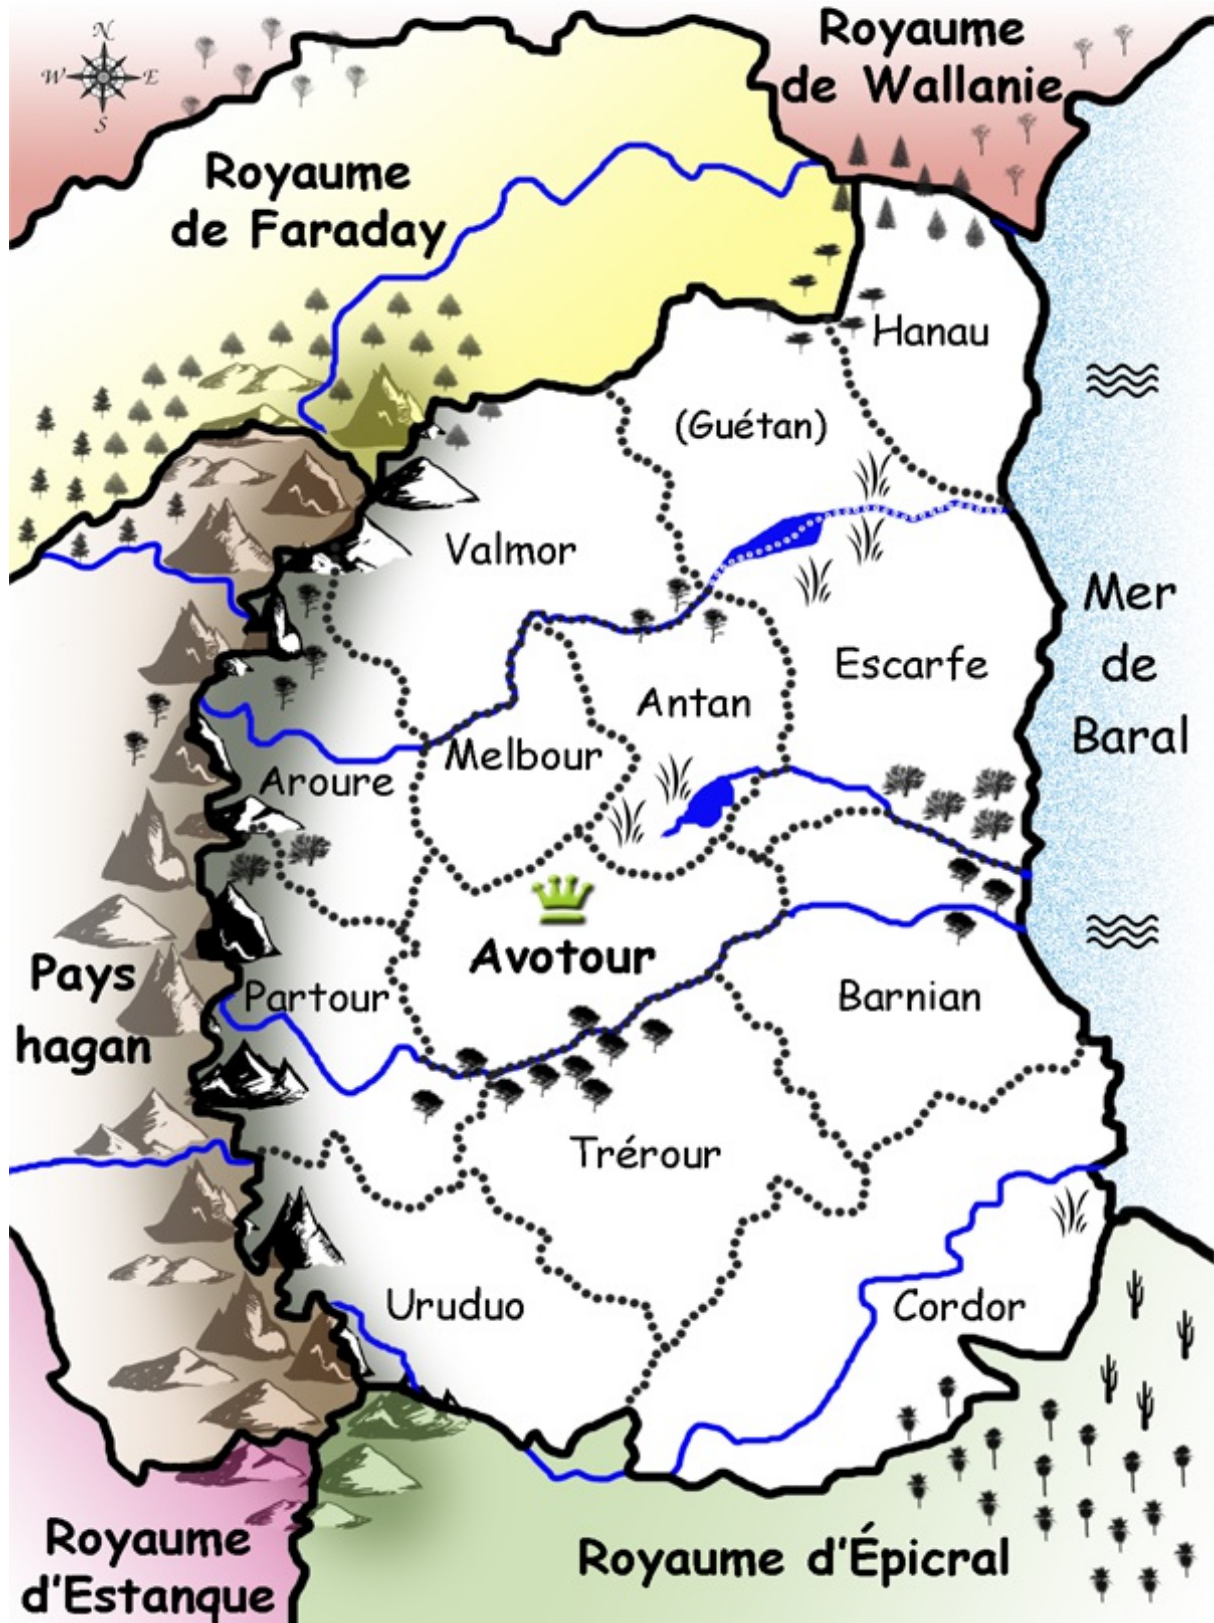 N
W E
S
Royaume
de Wallanie
Royaume
de Faraday
Hanau
(Guétan)
Valmor
Mer
de
Baral
Escarfe
Antan
Melbour
Aroure
Avotour
Pays
hagan
Partour
Barnian
Trérour
Uruduo
Cordor
Royaume
d'Estanque
Royaume d'Épicral